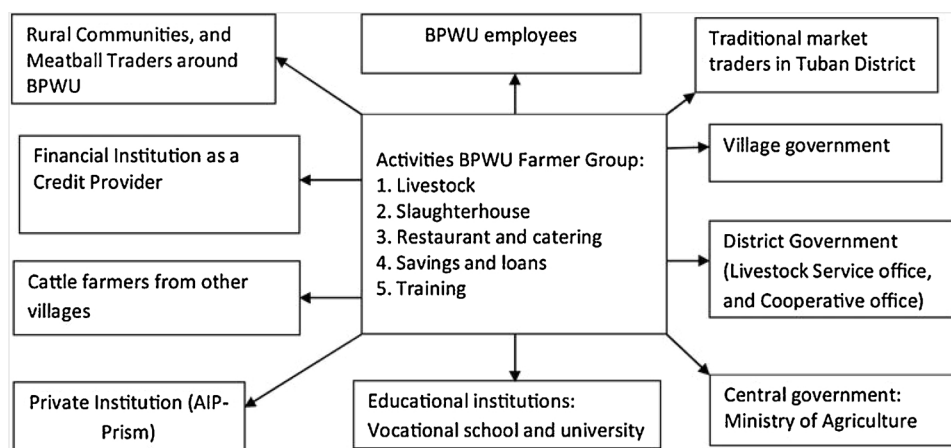 Rural Communities, and
Meatball Traders around
BPWU
BPWU employees
Traditional market
traders in Tuban District
Financial Institution as a
Credit Provider
Activities BPWU Farmer Group:
1. Livestock
2. Slaughterhouse
3. Restaurant and catering
4. Savings and loans
5. Training
Village government
Cattle farmers from other
villages
District Government
(Livestock Service office,
and Cooperative office)
Private Institution (AIP-
Prism)
Educational institutions:
Vocational school and university
Central government:
Ministry of Agriculture